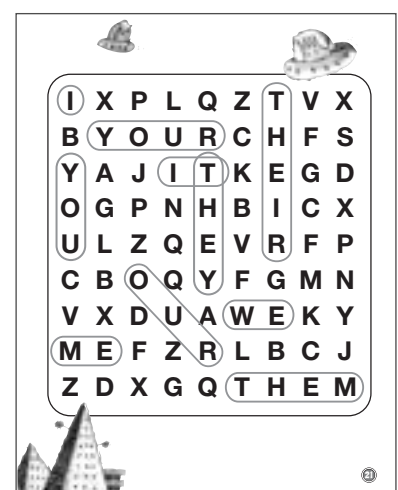 I X P L Q Z T V X
B Y O U R C H F S
Y A J I T K E G D
O G P N H B I C X
U L Z Q E V R F P
C B O Q Y F G M N
V X D U A W E K Y
M E F Z R L B C J
Z D X G Q T H E M
21